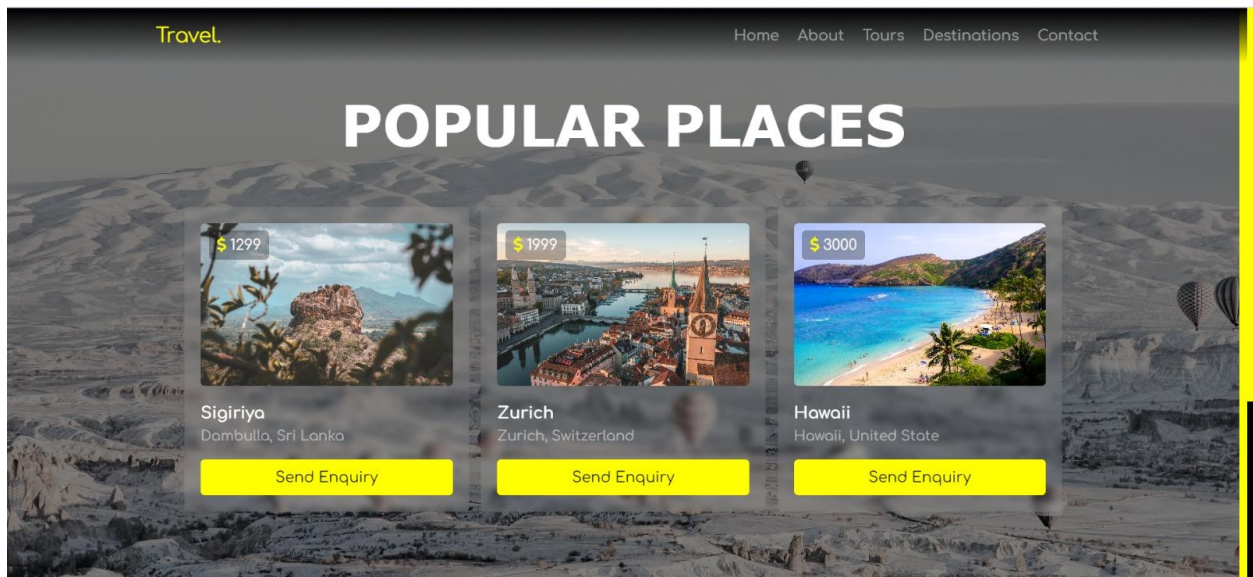 Travel.
Home About Tours Destinations Contact
POPULAR PLACES
$ 1299
$ 1999
$ 3000
Sigiriya
Dambulla, Sri Lanka
Send Enquiry
Zurich
Zurich, Switzerland
Send Enquiry
Hawaii
Hawaii, United State
Send Enquiry